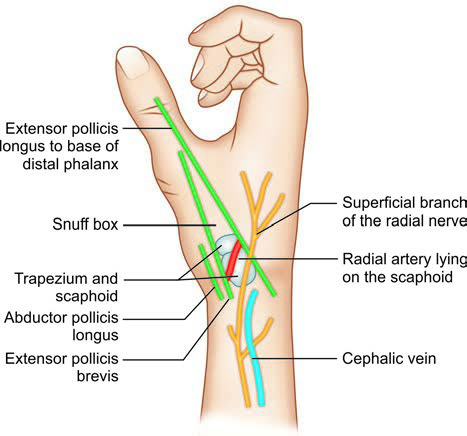 Extensor pollicis
longus to base of
distal phalanx
Snuff box
Trapezium and
scaphoid
Abductor pollicis
longus
Extensor pollicis
brevis
Superficial branch
of the radial nerve
Radial artery lying
on the scaphoid
Cephalic vein